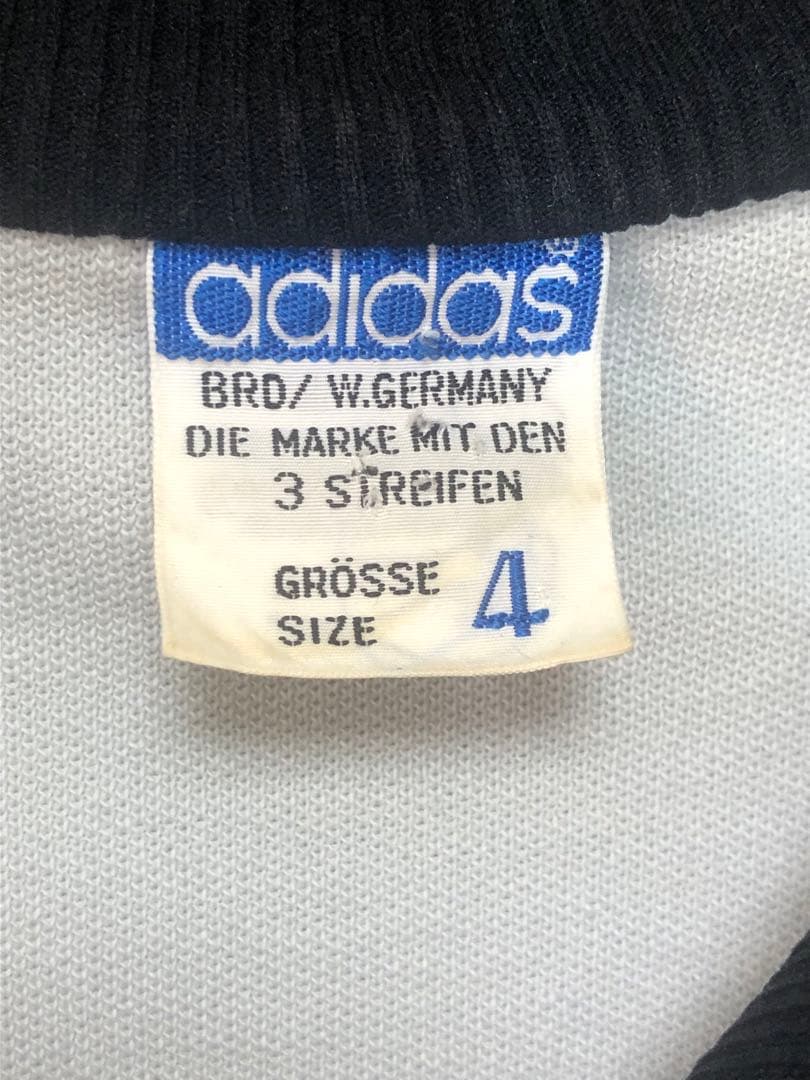 adidas
BRD/ W.GERMANY
DIE MARKE MIT DEN
3 STREIFEN
GRÖSSE
SIZE 4